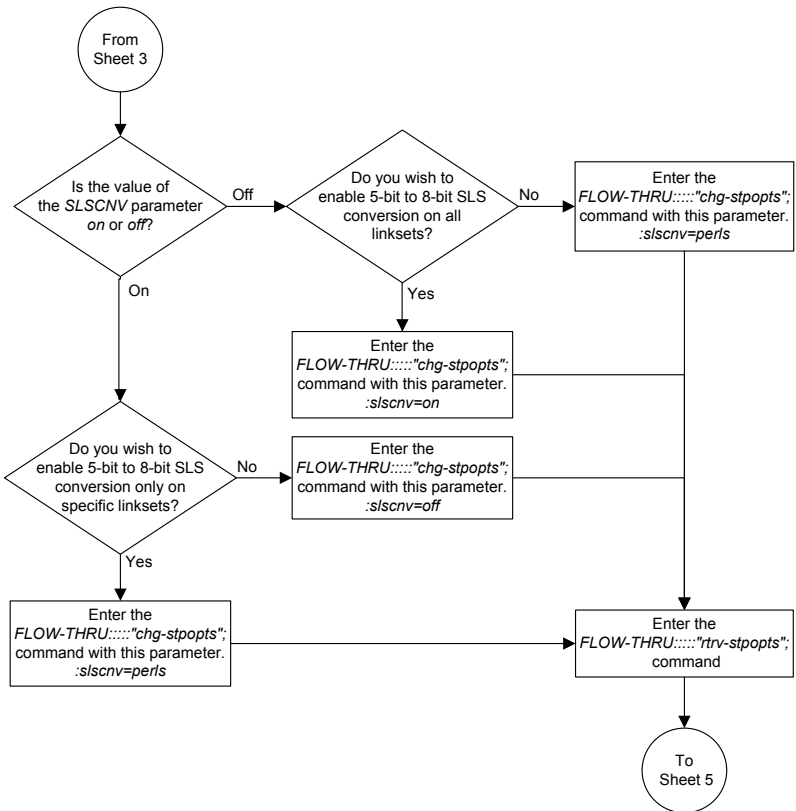 From
Sheet 3
Is the value of
the SLSCNV parameter
on or off?
Off
Do you wish to
enable 5-bit to 8-bit SLS
conversion on all
linksets?
No
Enter the
FLOW-THRU:::::"chg-stpopts";
command with this parameter.
:slscnv=perls
Yes
Enter the
FLOW-THRU:::::"chg-stpopts";
command with this parameter.
:slscnv=on
On
Do you wish to
enable 5-bit to 8-bit SLS
conversion only on
specific linksets?
No
Enter the
FLOW-THRU:::::"chg-stpopts";
command with this parameter.
:slscnv=off
Yes
Enter the
FLOW-THRU:::::"chg-stpopts";
command with this parameter.
:slscnv=perls
Enter the
FLOW-THRU:::::"rtrv-stpopts";
command
To
Sheet 5